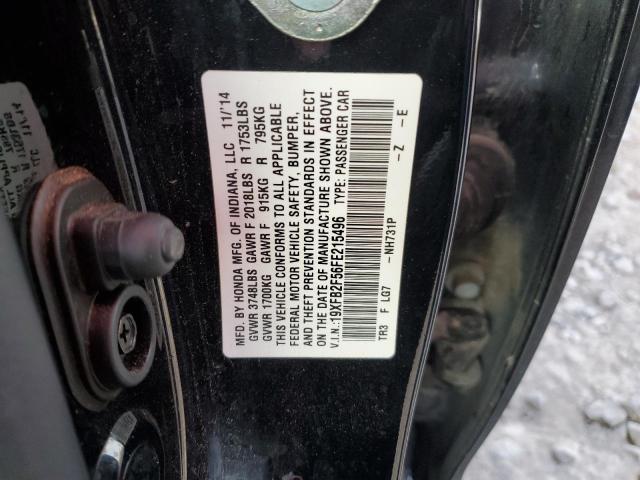 MFD. BY HONDA MFG. OF INDIANA. LLC 11/'14
GVWR 3748LBS GAWR F 2018LBS R 1753LBS
GVWR 1700KG GAWR F 915KG R 795KG
THIS VEHICLE CONFORMS TO ALL APPLICABLE
FEDERAL MOTOR VEHICLE SAFETY, BUMPER,
AND THEFT PREVENTION STANDARDS IN EFFECT
ON THE DATE OF MANUFACTURE SHOWN ABOVE.
V.I.N.:19XFB2F56FE215496 TYPE: PASSENGER CAR
TR3 F LG7 -NH731P -Z -E